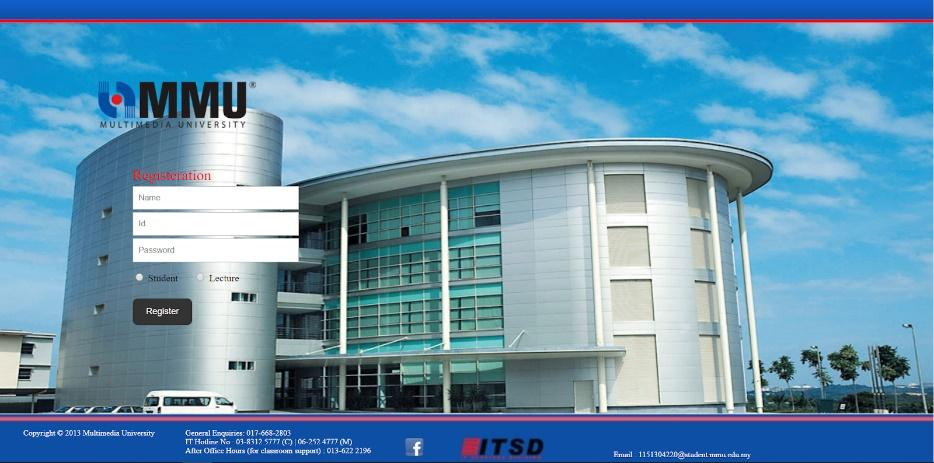 MMU®
MULTIMEDIA UNIVERSITY
Registeration
Name
Id
Password
Student Lecture
Register
Copyright © 2013 Multimedia University
General Enquiries: 017-668-2803
IT Hotline No : 03-8312 5777 (C) | 06-252 4777 (M)
After Office Hours (for classroom support) : 013-622 2196
ITSD
Email : 1151304220@student.mmu.edu.my